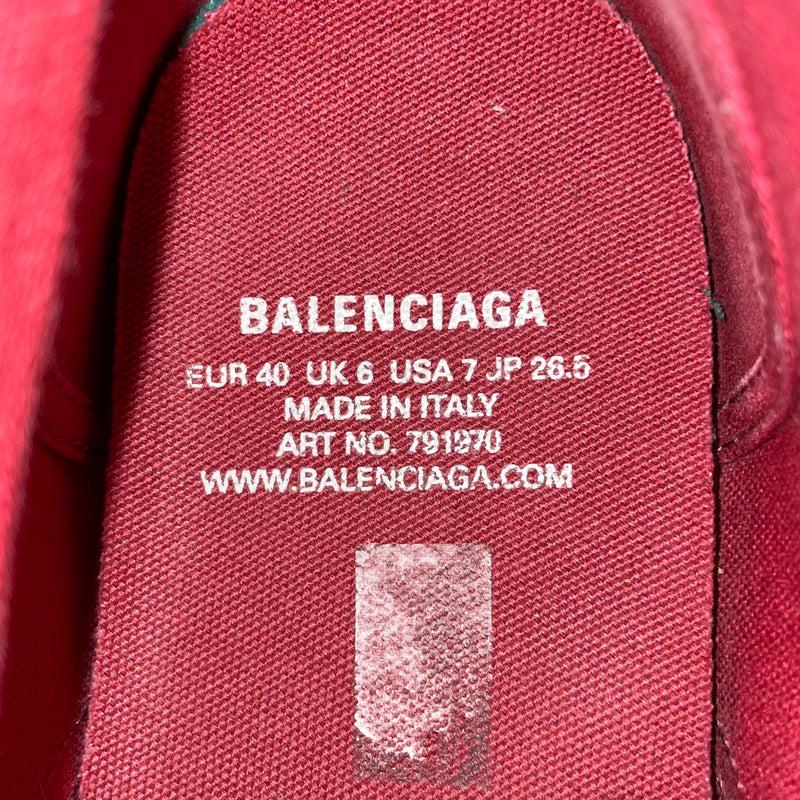 BALENCIAGA
EUR 40 UK 6 USA 7 JP 26.5
MADE IN ITALY
ART NO. 791970
WWW.BALENCIAGA.COM